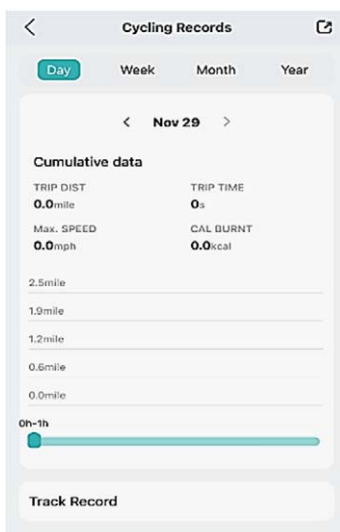 Cycling Records
Day Week Month Year
< Nov 29 >
Cumulative data
TRIP DIST TRIP TIME
0.0mile 0s
Max. SPEED CAL BURNT
0.0mph 0.0kcal
2.5mile
1.9mile
1.2mile
0.6mile
0.0mile
0h-1h
Track Record